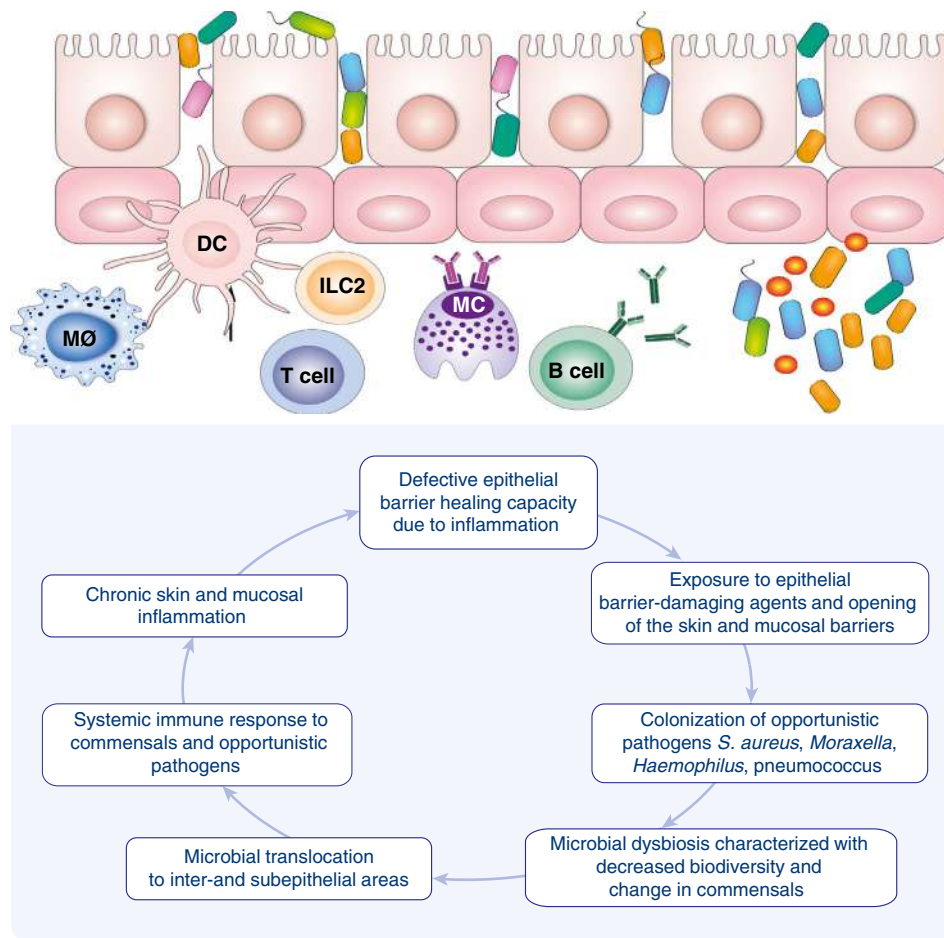 DC
ILC2
MØ
T cell
MC
B cell
Defective epithelial
barrier healing capacity
due to inflammation
Exposure to epithelial
barrier-damaging agents and opening
of the skin and mucosal barriers
Colonization of opportunistic
pathogens S. aureus, Moraxella,
Haemophilus, pneumococcus
Microbial dysbiosis characterized with
decreased biodiversity and
change in commensals
Microbial translocation
to inter-and subepithelial areas
Systemic immune response to
commensals and opportunistic
pathogens
Chronic skin and mucosal
inflammation